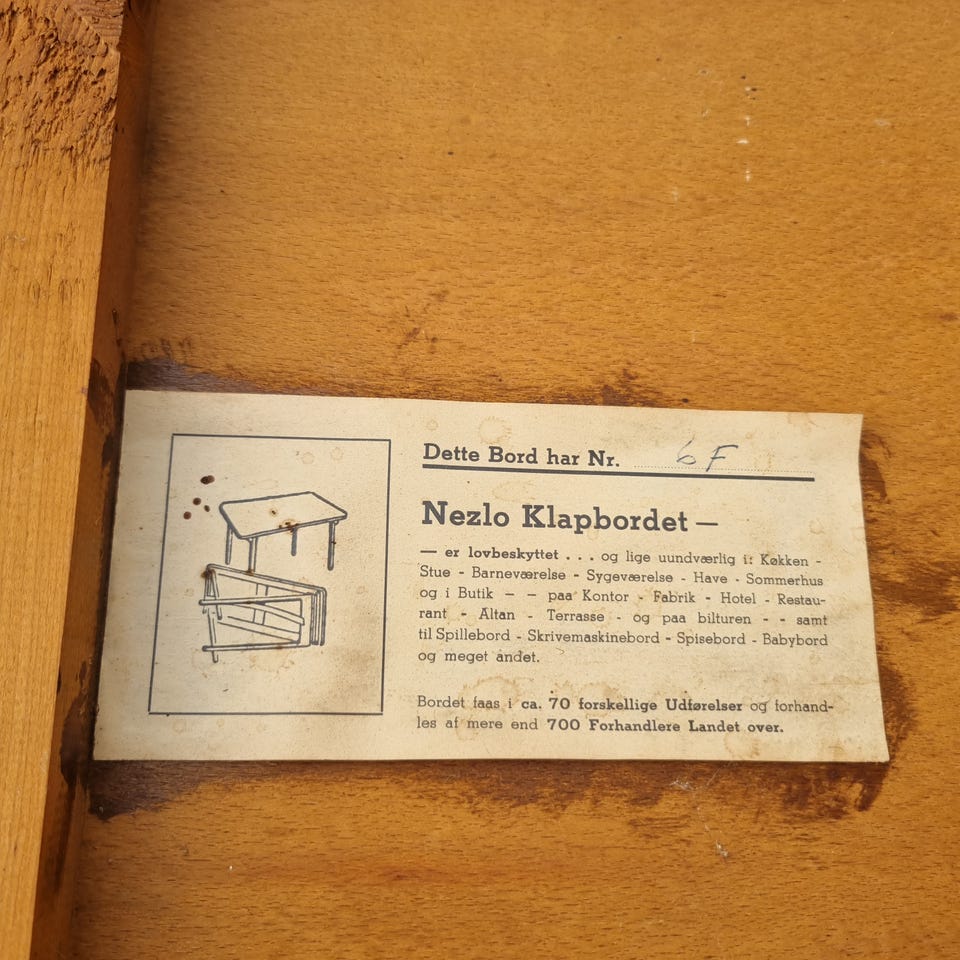 Dette Bord har Nr. 6F
Nezlo Klapbordet —
— er lovbeskyttet . . . og lige uundværlig i: Køkken -
Stue - Barneværelse - Sygeværelse - Have - Sommerhus
og i Butik — – paa Kontor - Fabrik - Hotel - Restau-
rant - Altan - Terrasse - og paa bilturen - - samt
til Spillebord - Skrivemaskinebord - Spisebord - Babybord
og meget andet.
Bordet faas i ca. 70 forskellige Udførelser og forhand-
les af mere end 700 Forhandlere Landet over.